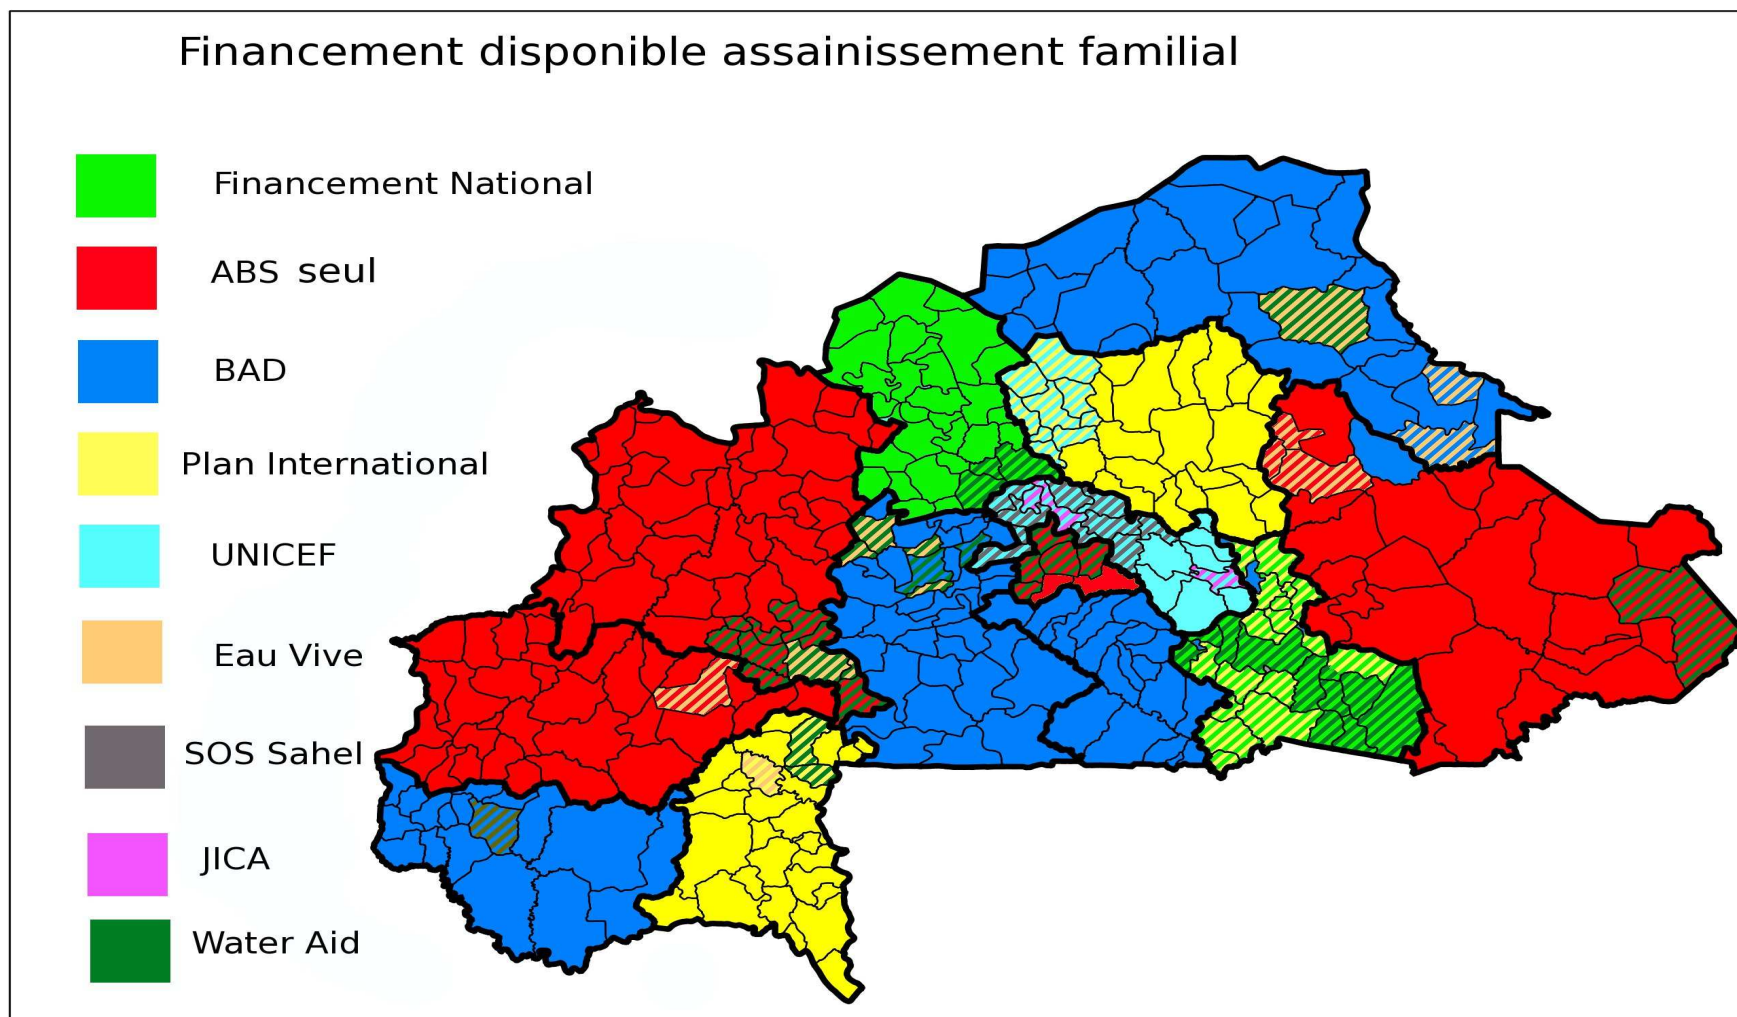 Financement disponible assainissement familial
Financement National
ABS seul
BAD
Plan International
UNICEF
Eau Vive
SOS Sahel
JICA
Water Aid